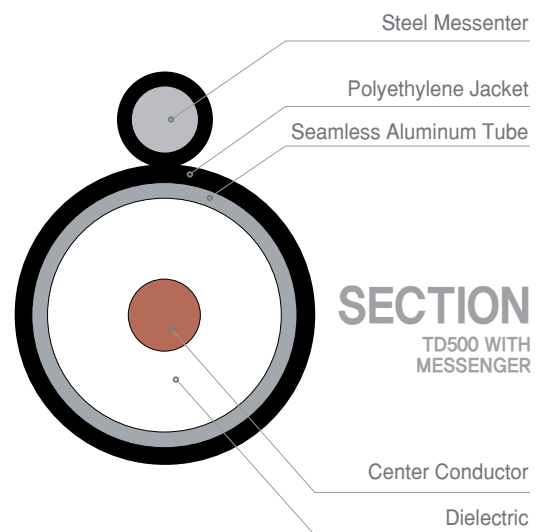 Steel Messenter
Polyethylene Jacket
Seamless Aluminum Tube
SECTION
TD500 WITH
MESSENGER
Center Conductor
Dielectric